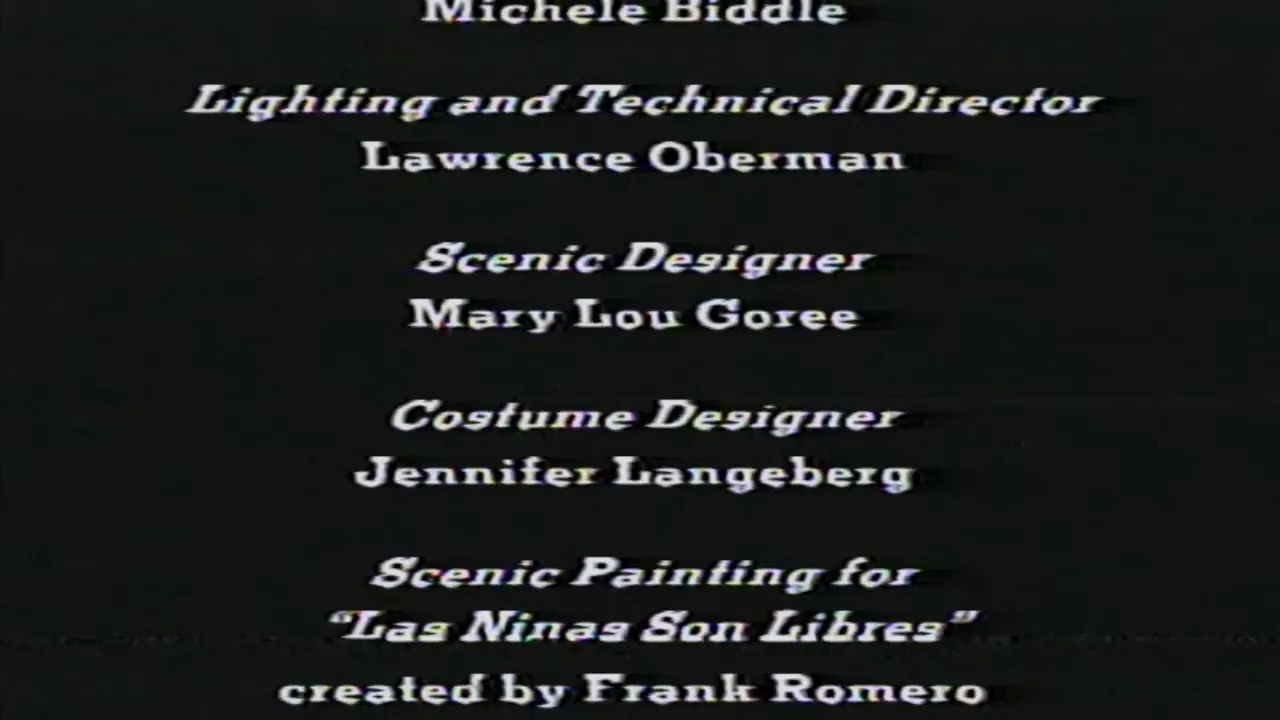 Michele Biddle
Lighting and Technical Director
Lawrence Oberman
Scenic Designer
Mary Lou Goree
Costume Designer
Jennifer Langeberg
Scenic Painting for
“Las Ninas Son Libres”
created by Frank Romero